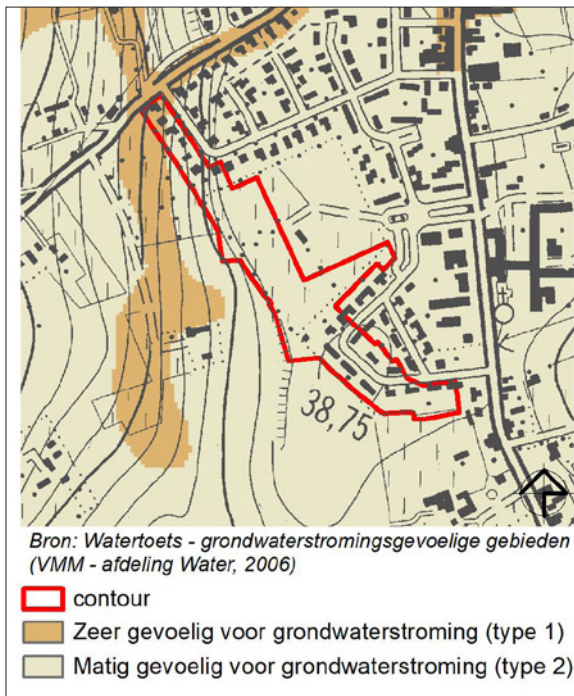 38,75
Bron: Watertoets - grondwaterstromingsgevoelige gebieden
(VMM - afdeling Water, 2006)
contour
Zeer gevoelig voor grondwaterstroming (type 1)
Matig gevoelig voor grondwaterstroming (type 2)